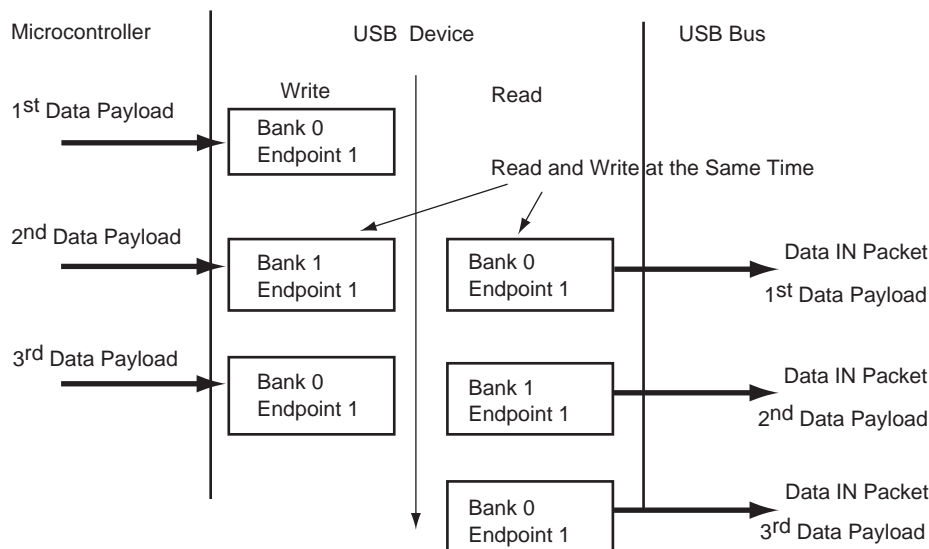 Microcontroller
USB Device
USB Bus
Write
Read
1st Data Payload
Bank 0
Endpoint 1
Read and Write at the Same Time
2nd Data Payload
Bank 1
Endpoint 1
Bank 0
Endpoint 1
Data IN Packet
1st Data Payload
3rd Data Payload
Bank 0
Endpoint 1
Bank 1
Endpoint 1
Data IN Packet
2nd Data Payload
Bank 0
Endpoint 1
Data IN Packet
3rd Data Payload